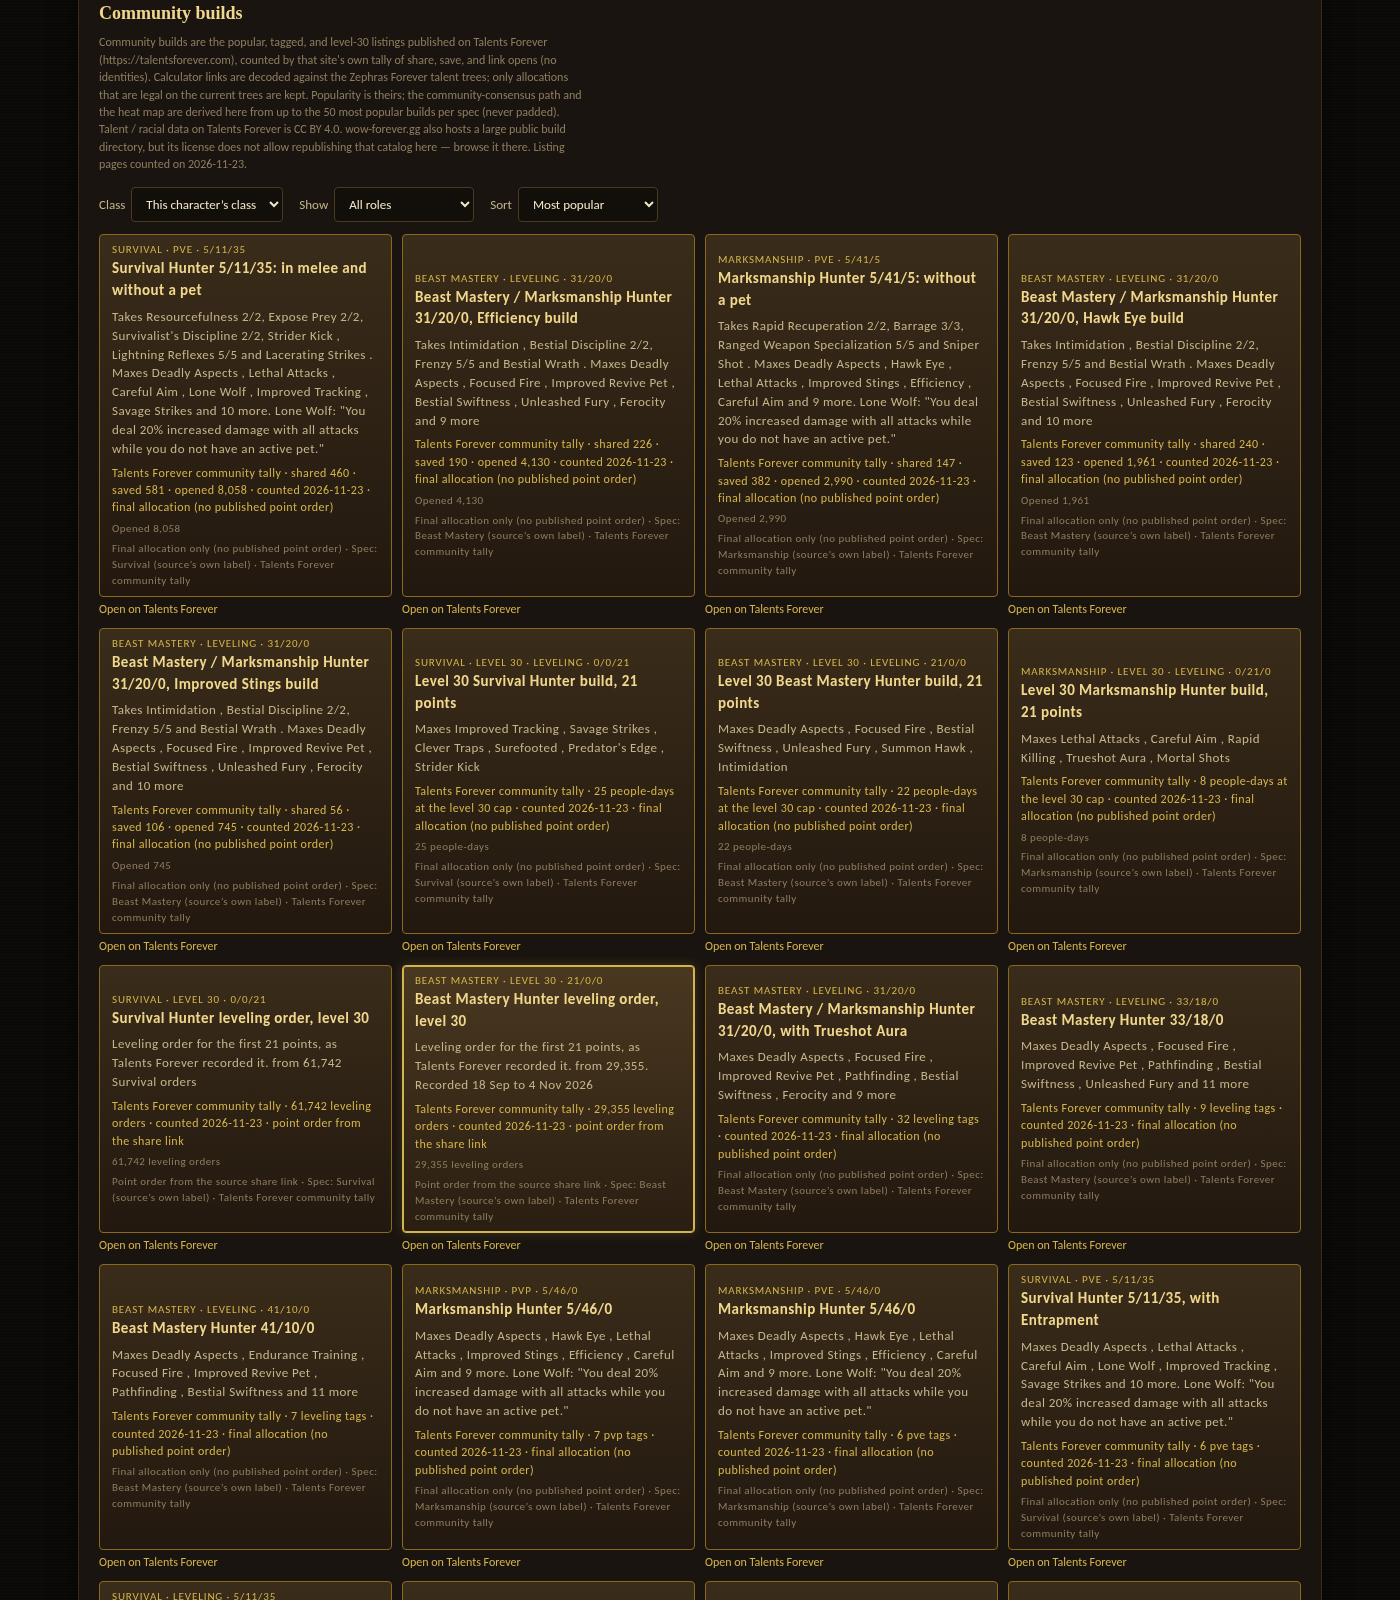 Community builds
Community builds are the popular, tagged, and level-30 listings published on Talents Forever
(https://talentsforever.com), counted by that site's own tally of share, save, and link opens (no
identities). Calculator links are decoded against the Zephras Forever talent trees; only allocations
that are legal on the current trees are kept. Popularity is theirs; the community-consensus path and
the heat map are derived here from up to the 50 most popular builds per spec (never padded).
Talent / racial data on Talents Forever is CC BY 4.0. wow-forever.gg also hosts a large public build
directory, but its license does not allow republishing that catalog here — browse it there. Listing
pages counted on 2026-11-23.
Class This character's class Show All roles Sort Most popular
SURVIVAL · PVE · 5/11/35
Survival Hunter 5/11/35: in melee and
without a pet
Takes Resourcefulness 2/2, Expose Prey 2/2,
Survivalist's Discipline 2/2, Strider Kick ,
Lightning Reflexes 5/5 and Lacerating Strikes .
Maxes Deadly Aspects , Lethal Attacks ,
Careful Aim , Lone Wolf , Improved Tracking ,
Savage Strikes and 10 more. Lone Wolf: "You
deal 20% increased damage with all attacks
while you do not have an active pet."
Talents Forever community tally · shared 460 ·
saved 581 · opened 8,058 · counted 2026-11-23 ·
final allocation (no published point order)
Opened 8,058
Final allocation only (no published point order) · Spec:
Survival (source's own label) · Talents Forever
community tally
Open on Talents Forever
BEAST MASTERY · LEVELING · 31/20/0
Beast Mastery / Marksmanship Hunter
31/20/0, Efficiency build
Takes Intimidation , Bestial Discipline 2/2,
Frenzy 5/5 and Bestial Wrath . Maxes Deadly
Aspects , Focused Fire , Improved Revive Pet ,
Bestial Swiftness , Unleashed Fury , Ferocity
and 9 more
Talents Forever community tally · shared 226 ·
saved 190 · opened 4,130 · counted 2026-11-23 ·
final allocation (no published point order)
Opened 4,130
Final allocation only (no published point order) · Spec:
Beast Mastery (source's own label) · Talents Forever
community tally
Open on Talents Forever
MARKSMANSHIP · PVE · 5/41/5
Marksmanship Hunter 5/41/5: without
a pet
Takes Rapid Recuperation 2/2, Barrage 3/3,
Ranged Weapon Specialization 5/5 and Sniper
Shot . Maxes Deadly Aspects , Hawk Eye ,
Lethal Attacks , Improved Stings , Efficiency ,
Careful Aim and 9 more. Lone Wolf: "You deal
20% increased damage with all attacks while
you do not have an active pet."
Talents Forever community tally · shared 147 ·
saved 382 · opened 2,990 · counted 2026-11-23 ·
final allocation (no published point order)
Opened 2,990
Final allocation only (no published point order) · Spec:
Marksmanship (source's own label) · Talents Forever
community tally
Open on Talents Forever
BEAST MASTERY · LEVELING · 31/20/0
Beast Mastery / Marksmanship Hunter
31/20/0, Hawk Eye build
Takes Intimidation , Bestial Discipline 2/2,
Frenzy 5/5 and Bestial Wrath . Maxes Deadly
Aspects , Focused Fire , Improved Revive Pet ,
Bestial Swiftness , Unleashed Fury , Ferocity
and 10 more
Talents Forever community tally · shared 240 ·
saved 123 · opened 1,961 · counted 2026-11-23 ·
final allocation (no published point order)
Opened 1,961
Final allocation only (no published point order) · Spec:
Beast Mastery (source's own label) · Talents Forever
community tally
Open on Talents Forever
BEAST MASTERY · LEVELING · 31/20/0
Beast Mastery / Marksmanship Hunter
31/20/0, Improved Stings build
Takes Intimidation , Bestial Discipline 2/2,
Frenzy 5/5 and Bestial Wrath . Maxes Deadly
Aspects , Focused Fire , Improved Revive Pet ,
Bestial Swiftness , Unleashed Fury , Ferocity
and 10 more
Talents Forever community tally · shared 56 ·
saved 106 · opened 745 · counted 2026-11-23 ·
final allocation (no published point order)
Opened 745
Final allocation only (no published point order) · Spec:
Beast Mastery (source's own label) · Talents Forever
community tally
Open on Talents Forever
SURVIVAL · LEVEL 30 · LEVELING · 0/0/21
Level 30 Survival Hunter build, 21
points
Maxes Improved Tracking , Savage Strikes ,
Clever Traps , Surefooted , Predator's Edge ,
Strider Kick
Talents Forever community tally · 25 people-days
at the level 30 cap · counted 2026-11-23 · final
allocation (no published point order)
25 people-days
Final allocation only (no published point order) · Spec:
Survival (source's own label) · Talents Forever
community tally
Open on Talents Forever
BEAST MASTERY · LEVEL 30 · LEVELING · 21/0/0
Level 30 Beast Mastery Hunter build, 21
points
Maxes Deadly Aspects , Focused Fire , Bestial
Swiftness , Unleashed Fury , Summon Hawk ,
Intimidation
Talents Forever community tally · 22 people-days
at the level 30 cap · counted 2026-11-23 · final
allocation (no published point order)
22 people-days
Final allocation only (no published point order) · Spec:
Beast Mastery (source's own label) · Talents Forever
community tally
Open on Talents Forever
MARKSMANSHIP · LEVEL 30 · LEVELING · 0/21/0
Level 30 Marksmanship Hunter build,
21 points
Maxes Lethal Attacks , Careful Aim , Rapid
Killing , Trueshot Aura , Mortal Shots
Talents Forever community tally · 8 people-days at
the level 30 cap · counted 2026-11-23 · final
allocation (no published point order)
8 people-days
Final allocation only (no published point order) · Spec:
Marksmanship (source's own label) · Talents Forever
community tally
Open on Talents Forever
SURVIVAL · LEVEL 30 · 0/0/21
Survival Hunter leveling order, level 30
Leveling order for the first 21 points, as
Talents Forever recorded it. from 61,742
Survival orders
Talents Forever community tally · 61,742 leveling
orders · counted 2026-11-23 · point order from
the share link
61,742 leveling orders
Point order from the source share link · Spec: Survival
(source's own label) · Talents Forever community tally
Open on Talents Forever
BEAST MASTERY · LEVEL 30 · 21/0/0
Beast Mastery Hunter leveling order,
level 30
Leveling order for the first 21 points, as
Talents Forever recorded it. from 29,355.
Recorded 18 Sep to 4 Nov 2026
Talents Forever community tally · 29,355 leveling
orders · counted 2026-11-23 · point order from
the share link
29,355 leveling orders
Point order from the source share link · Spec: Beast
Mastery (source's own label) · Talents Forever
community tally
Open on Talents Forever
BEAST MASTERY · LEVELING · 31/20/0
Beast Mastery / Marksmanship Hunter
31/20/0, with Trueshot Aura
Maxes Deadly Aspects , Focused Fire ,
Improved Revive Pet , Pathfinding , Bestial
Swiftness , Ferocity and 9 more
Talents Forever community tally · 32 leveling tags
· counted 2026-11-23 · final allocation (no
published point order)
Final allocation only (no published point order) · Spec:
Beast Mastery (source's own label) · Talents Forever
community tally
Open on Talents Forever
BEAST MASTERY · LEVELING · 33/18/0
Beast Mastery Hunter 33/18/0
Maxes Deadly Aspects , Focused Fire ,
Improved Revive Pet , Pathfinding , Bestial
Swiftness , Unleashed Fury and 11 more
Talents Forever community tally · 9 leveling tags ·
counted 2026-11-23 · final allocation (no
published point order)
Final allocation only (no published point order) · Spec:
Beast Mastery (source's own label) · Talents Forever
community tally
Open on Talents Forever
BEAST MASTERY · LEVELING · 41/10/0
Beast Mastery Hunter 41/10/0
Maxes Deadly Aspects , Endurance Training ,
Focused Fire , Improved Revive Pet ,
Pathfinding , Bestial Swiftness and 11 more
Talents Forever community tally · 7 leveling tags ·
counted 2026-11-23 · final allocation (no
published point order)
Final allocation only (no published point order) · Spec:
Beast Mastery (source's own label) · Talents Forever
community tally
Open on Talents Forever
MARKSMANSHIP · PVP · 5/46/0
Marksmanship Hunter 5/46/0
Maxes Deadly Aspects , Hawk Eye , Lethal
Attacks , Improved Stings , Efficiency , Careful
Aim and 9 more. Lone Wolf: "You deal 20%
increased damage with all attacks while you
do not have an active pet."
Talents Forever community tally · 7 pvp tags ·
counted 2026-11-23 · final allocation (no
published point order)
Final allocation only (no published point order) · Spec:
Marksmanship (source's own label) · Talents Forever
community tally
Open on Talents Forever
MARKSMANSHIP · PVE · 5/46/0
Marksmanship Hunter 5/46/0
Maxes Deadly Aspects , Hawk Eye , Lethal
Attacks , Improved Stings , Efficiency , Careful
Aim and 9 more. Lone Wolf: "You deal 20%
increased damage with all attacks while you
do not have an active pet."
Talents Forever community tally · 6 pve tags ·
counted 2026-11-23 · final allocation (no
published point order)
Final allocation only (no published point order) · Spec:
Marksmanship (source's own label) · Talents Forever
community tally
Open on Talents Forever
SURVIVAL · PVE · 5/11/35
Survival Hunter 5/11/35, with
Entrapment
Maxes Deadly Aspects , Lethal Attacks ,
Careful Aim , Lone Wolf , Improved Tracking ,
Savage Strikes and 10 more. Lone Wolf: "You
deal 20% increased damage with all attacks
while you do not have an active pet."
Talents Forever community tally · 6 pve tags ·
counted 2026-11-23 · final allocation (no
published point order)
Final allocation only (no published point order) · Spec:
Survival (source's own label) · Talents Forever
community tally
Open on Talents Forever
SURVIVAL · LEVELING · 5/11/35